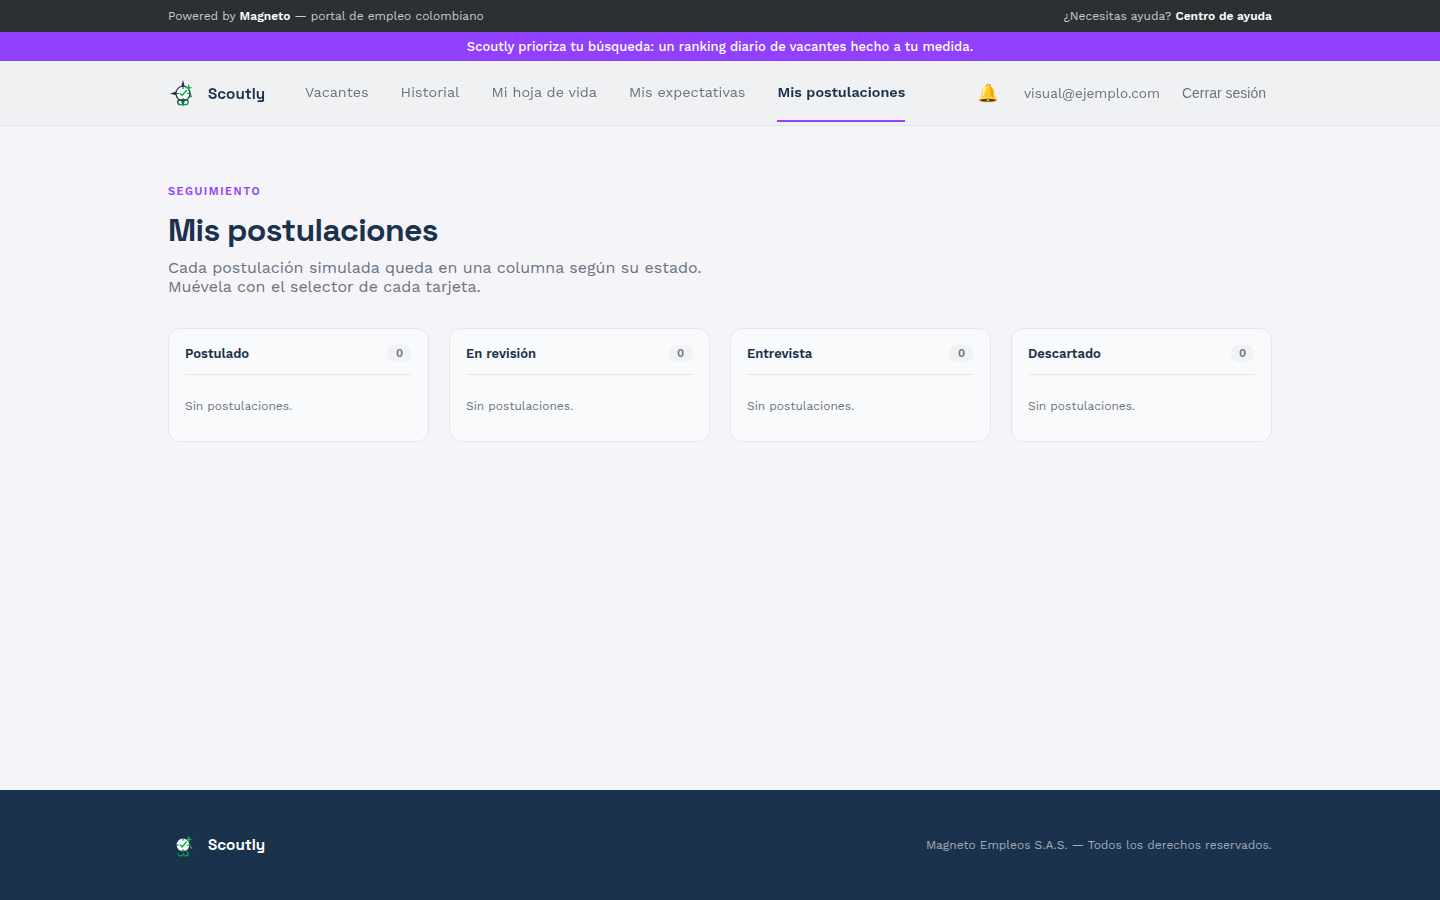 Powered by Magneto — portal de empleo colombiano
¿Necesitas ayuda? Centro de ayuda
Scoutly prioriza tu búsqueda: un ranking diario de vacantes hecho a tu medida.
Scoutly
Vacantes
Historial
Mi hoja de vida
Mis expectativas
Mis postulaciones
visual@ejemplo.com
Cerrar sesión
SEGUIMIENTO
Mis postulaciones
Cada postulación simulada queda en una columna según su estado.
Muévela con el selector de cada tarjeta.
Postulado 0
Sin postulaciones.
En revisión 0
Sin postulaciones.
Entrevista 0
Sin postulaciones.
Descartado 0
Sin postulaciones.
Scoutly
Magneto Empleos S.A.S. — Todos los derechos reservados.